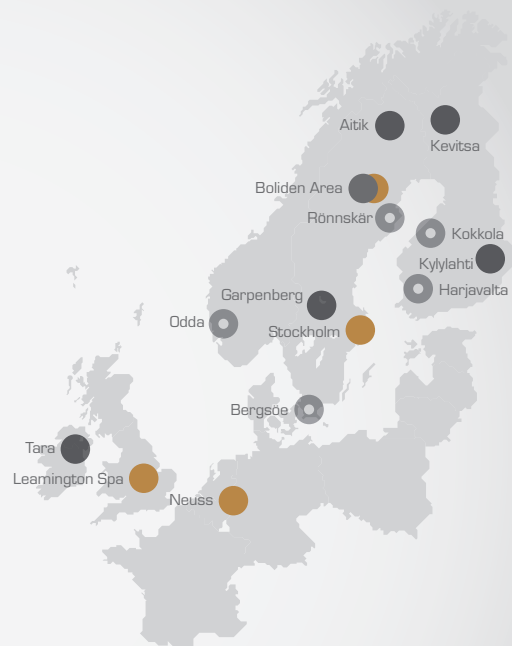 Aitik
Kevitsa
Boliden Area
Rönnskär
Kokkola
Kylylahti
Harjavalta
Garpenberg
Odda
Stockholm
Bergsöe
Tara
Leamington Spa
Neuss